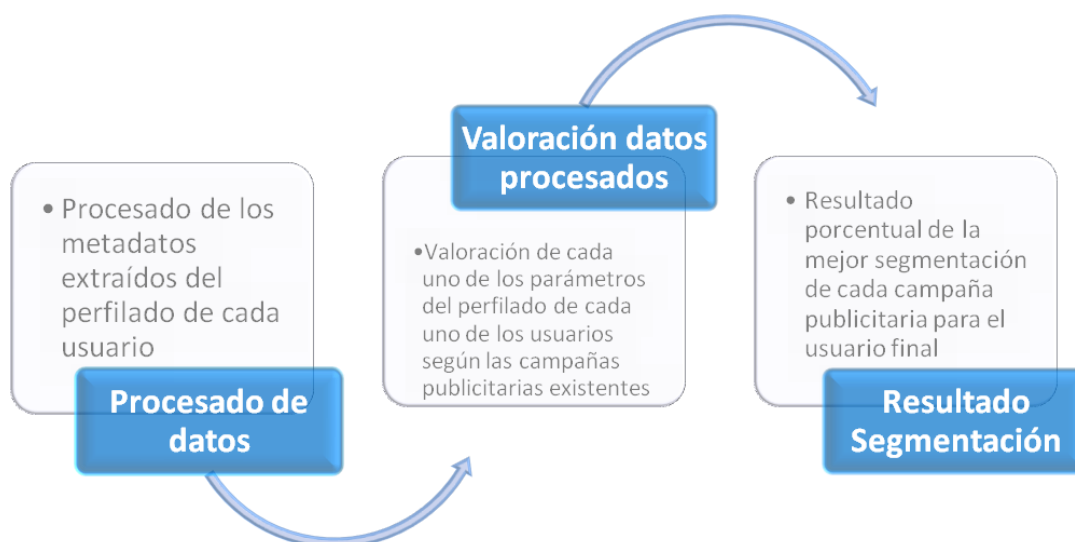 • Procesado de los
metadatos
extraídos del
perfilado de cada
usuario
Procesado de
datos
Valoración datos
procesados
•Valoración de cada
uno de los parámetros
del perfilado de cada
uno de los usuarios
según las campañas
publicitarias existentes
• Resultado
porcentual de la
mejor segmentación
de cada campaña
publicitaria para el
usuario final
Resultado
Segmentación